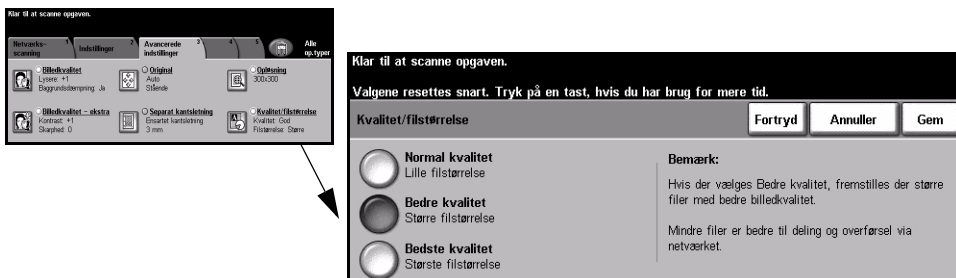 Klar til at scanne opgaven.
Netværks-
scanning
1
Indstillinger
2
Avancerede
indstillinger
3
4
5
Alle
op.typer
Billedkvalitet
Lysere: +1
Baggrundsdæmpning: Ja
Original
Auto
Stående
Opløsning
300x300
Billedkvalitet - ekstra
Kontrast: +1
Skarphed: 0
Separat kantsletning
Ensartet kantsletning
3 mm
Kvalitet/filstørrelse
Kvalitet: God
Filstørrelse: Større
Klar til at scanne opgaven.
Valgene resettes snart. Tryk på en tast, hvis du har brug for mere tid.
Kvalitet/filstørrelse
Fortryd
Annuller
Gem
Normal kvalitet
Lille filstørrelse
Bedre kvalitet
Større filstørrelse
Bedste kvalitet
Største filstørrelse
Bemærk:
Hvis der vælges Bedre kvalitet, fremstilles der større
filer med bedre billedkvalitet.
Mindre filer er bedre til deling og overførsel via
netværket.